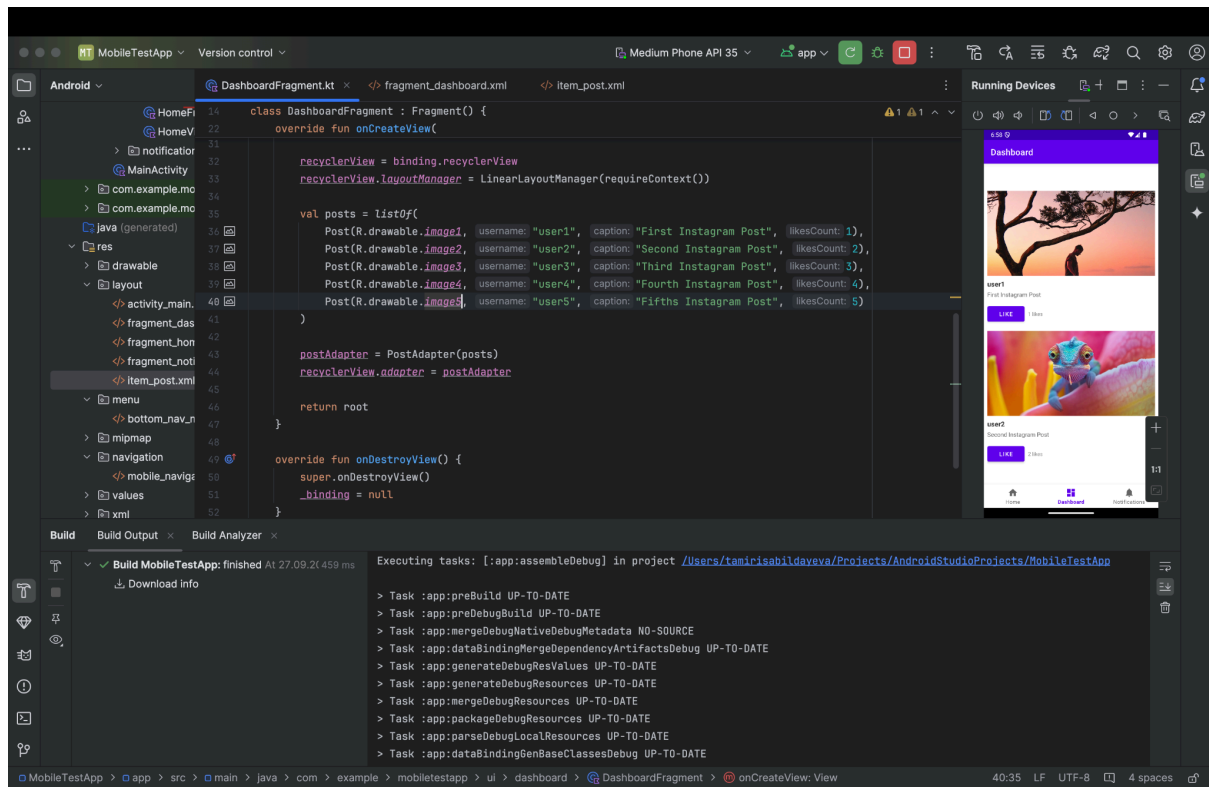 MT MobileTestApp Version control Medium Phone API 35 app
Android
DashboardFragment.kt fragment_dashboard.xml item_post.xml
Running Devices
HomeFr
HomeV
notification
MainActivity
com.example.mo
com.example.mo
java (generated)
res
drawable
layout
activity_main.
fragment_das
fragment_hom
fragment_noti
item_post.xml
menu
bottom_nav_n
mipmap
navigation
mobile_naviga
values
xml
1 1
14 class DashboardFragment : Fragment() {
22 override fun onCreateView(
31
32 recyclerView = binding.recyclerView
33 recyclerView.layoutManager = LinearLayoutManager(requireContext())
34
35 val posts = listOf(
36 Post(R.drawable.image1, username: "user1", caption: "First Instagram Post", likesCount: 1),
37 Post(R.drawable.image2, username: "user2", caption: "Second Instagram Post", likesCount: 2),
38 Post(R.drawable.image3, username: "user3", caption: "Third Instagram Post", likesCount: 3),
39 Post(R.drawable.image4, username: "user4", caption: "Fourth Instagram Post", likesCount: 4),
40 Post(R.drawable.image5, username: "user5", caption: "Fifths Instagram Post", likesCount: 5)
41 )
42
43 postAdapter = PostAdapter(posts)
44 recyclerView.adapter = postAdapter
45
46 return root
47 }
48
49 override fun onDestroyView() {
50 super.onDestroyView()
51 _binding = null
52 }
6:58
Dashboard
user1
First Instagram Post
LIKE 1 likes
user2
Second Instagram Post
LIKE 2 likes
Home Dashboard Notifications
1:1
Build Build Output Build Analyzer
Build MobileTestApp: finished At 27.09.2( 459 ms
Download info
Executing tasks: [:app:assembleDebug] in project /Users/tamirisabildayeva/Projects/AndroidStudioProjects/MobileTestApp
> Task :app:preBuild UP-TO-DATE
> Task :app:preDebugBuild UP-TO-DATE
> Task :app:mergeDebugNativeDebugMetadata NO-SOURCE
> Task :app:dataBindingMergeDependencyArtifactsDebug UP-TO-DATE
> Task :app:generateDebugResValues UP-TO-DATE
> Task :app:generateDebugResources UP-TO-DATE
> Task :app:mergeDebugResources UP-TO-DATE
> Task :app:packageDebugResources UP-TO-DATE
> Task :app:parseDebugLocalResources UP-TO-DATE
> Task :app:dataBindingGenBaseClassesDebug UP-TO-DATE
MobileTestApp > app > src > main > java > com > example > mobiletestapp > ui > dashboard > DashboardFragment > onCreateView: View
40:35 LF UTF-8 4 spaces